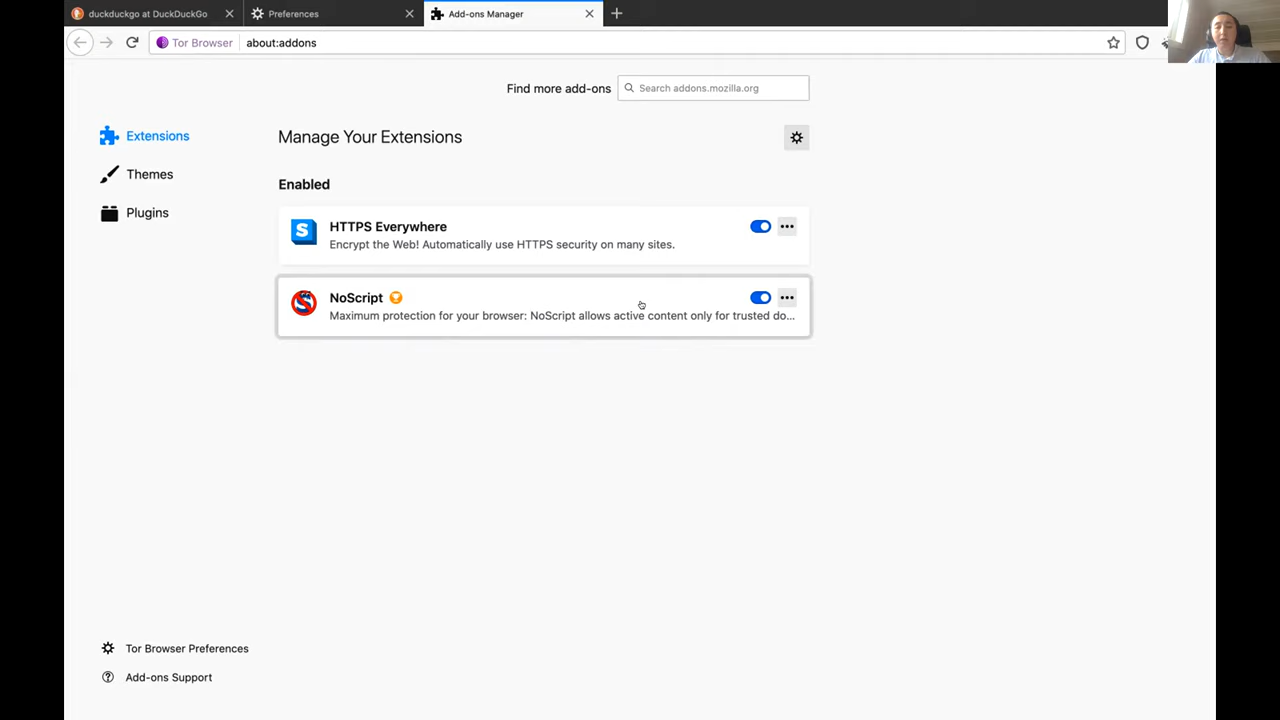 duckduckgo at DuckDuckGo
Preferences
Add-ons Manager
Tor Browser
about:addons
Find more add-ons
Search addons.mozilla.org
Extensions
Themes
Plugins
Manage Your Extensions
Enabled
HTTPS Everywhere
Encrypt the Web! Automatically use HTTPS security on many sites.
NoScript
Maximum protection for your browser: NoScript allows active content only for trusted do...
Tor Browser Preferences
Add-ons Support